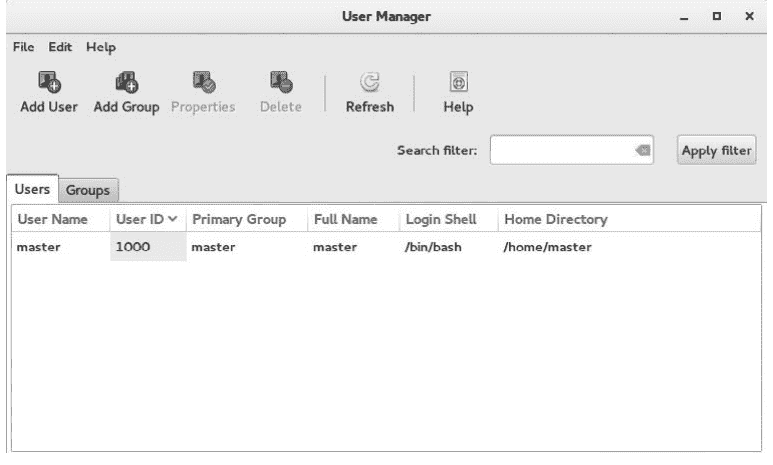 User Manager
File Edit Help
Add User Add Group Properties Delete Refresh Help
Search filter: Apply filter
Users Groups
User Name User ID Primary Group Full Name Login Shell Home Directory
master 1000 master master /bin/bash /home/master